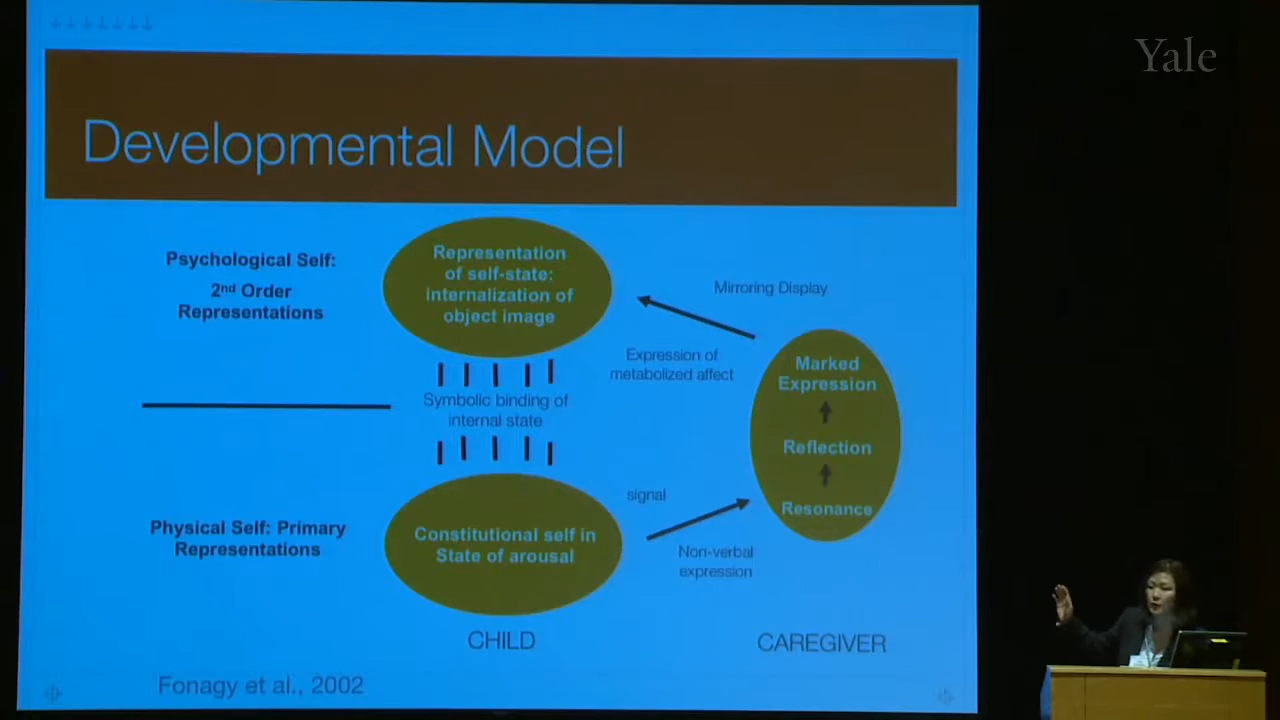 Yale
Developmental Model
Psychological Self:
2nd Order
Representations
Representation
of self-state:
internalization of
object image
Mirroring Display
Expression of
metabolized affect
Marked
Expression
Reflection
Resonance
Symbolic binding of
internal state
Physical Self: Primary
Representations
Constitutional self in
State of arousal
signal
Non-verbal
expression
CHILD
CAREGIVER
Fonagy et al., 2002